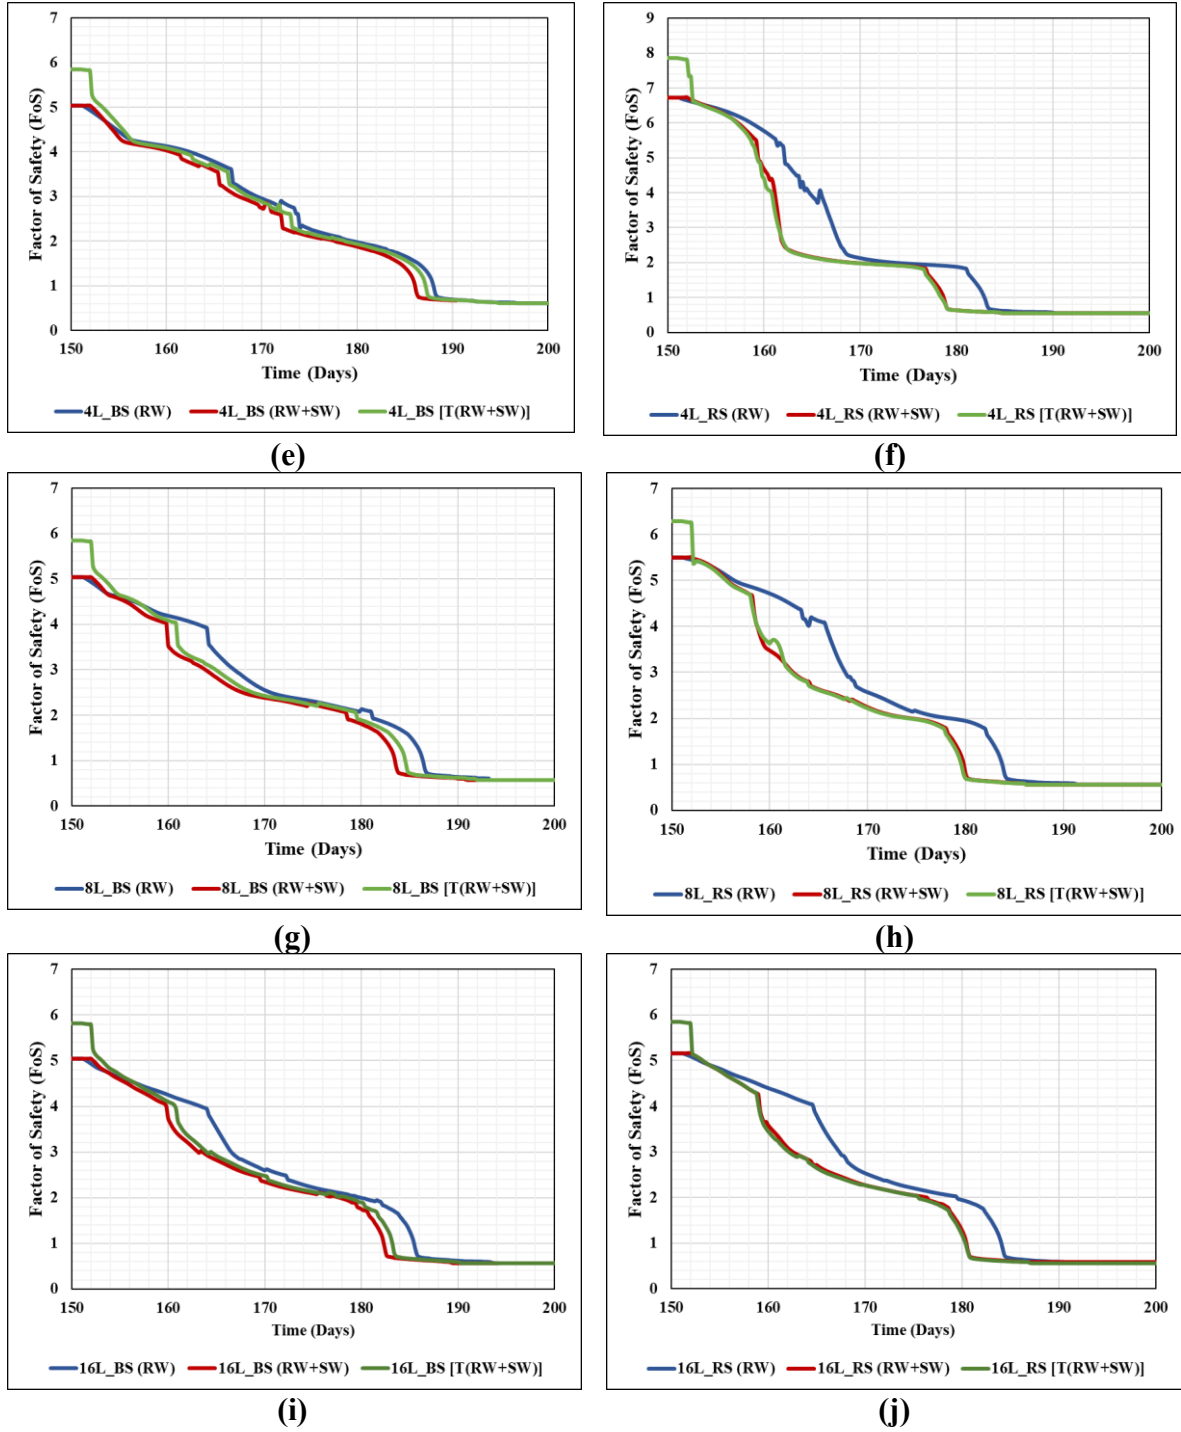 7
6
5
4
3
2
1
0
Factor of Safety (FoS)
150 160 170 180 190 200
Time (Days)
4L_BS (RW) 4L_BS (RW+SW) 4L_BS [T(RW+SW)]
(e)
9
8
7
6
5
4
3
2
1
0
Factor of Safety (FoS)
150 160 170 180 190 200
Time (Days)
4L_RS (RW) 4L_RS (RW+SW) 4L_RS [T(RW+SW)]
(f)
7
6
5
4
3
2
1
0
Factor of Safety (FoS)
150 160 170 180 190 200
Time (Days)
8L_BS (RW) 8L_BS (RW+SW) 8L_BS [T(RW+SW)]
(g)
7
6
5
4
3
2
1
0
Factor of Safety (FoS)
150 160 170 180 190 200
Time (Days)
8L_RS (RW) 8L_RS (RW+SW) 8L_RS [T(RW+SW)]
(h)
7
6
5
4
3
2
1
0
Factor of Safety (FoS)
150 160 170 180 190 200
Time (Days)
16L_BS (RW) 16L_BS (RW+SW) 16L_BS [T(RW+SW)]
(i)
7
6
5
4
3
2
1
0
Factor of Safety (FoS)
150 160 170 180 190 200
Time (Days)
16L_RS (RW) 16L_RS (RW+SW) 16L_RS [T(RW+SW)]
(j)